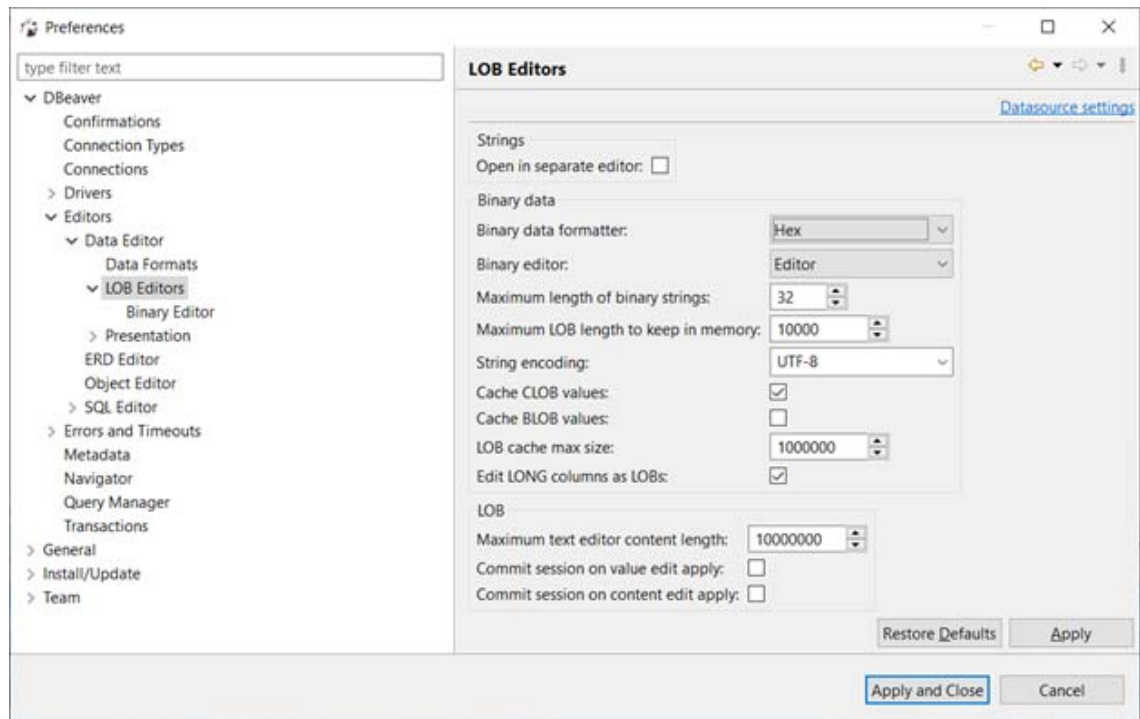 Preferences
type filter text
DBeaver
Confirmations
Connection Types
Connections
Drivers
Editors
Data Editor
Data Formats
LOB Editors
Binary Editor
Presentation
ERD Editor
Object Editor
SQL Editor
Errors and Timeouts
Metadata
Navigator
Query Manager
Transactions
General
Install/Update
Team
LOB Editors
Datasource settings
Strings
Open in separate editor:
Binary data
Binary data formatter: Hex
Binary editor: Editor
Maximum length of binary strings: 32
Maximum LOB length to keep in memory: 10000
String encoding: UTF-8
Cache CLOB values:
Cache BLOB values:
LOB cache max size: 1000000
Edit LONG columns as LOBs:
LOB
Maximum text editor content length: 10000000
Commit session on value edit apply:
Commit session on content edit apply:
Restore Defaults Apply
Apply and Close Cancel